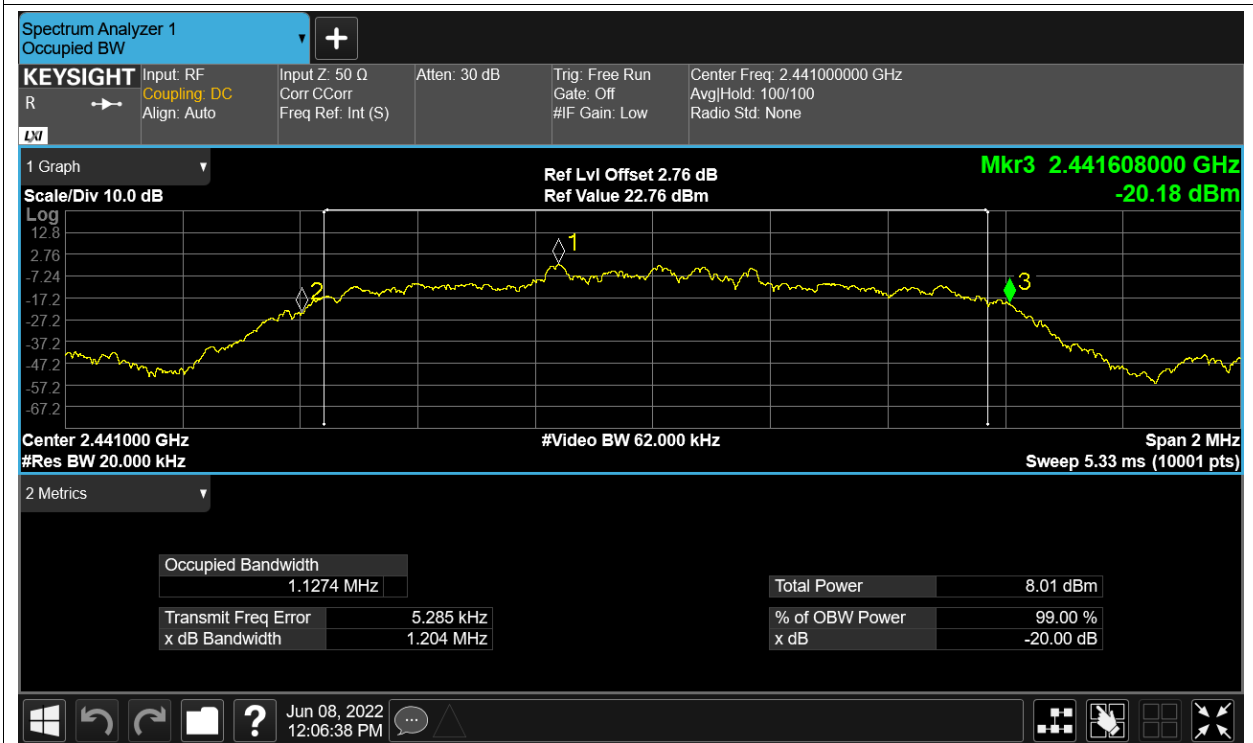 Spectrum Analyzer 1
Occupied BW
KEYSIGHT
R
LXI
Input: RF
Coupling: DC
Align: Auto
Input Z: 50 Ω
Corr CCorr
Freq Ref: Int (S)
Atten: 30 dB
Trig: Free Run
Gate: Off
#IF Gain: Low
Center Freq: 2.441000000 GHz
Avg|Hold: 100/100
Radio Std: None
1 Graph
Scale/Div 10.0 dB
Ref Lvl Offset 2.76 dB
Ref Value 22.76 dBm
Mkr3 2.441608000 GHz
-20.18 dBm
Log
12.8
2.76
-7.24
-17.2
-27.2
-37.2
-47.2
-57.2
-67.2
1
2
3
Center 2.441000 GHz
#Res BW 20.000 kHz
#Video BW 62.000 kHz
Span 2 MHz
Sweep 5.33 ms (10001 pts)
2 Metrics
Occupied Bandwidth
1.1274 MHz
Transmit Freq Error 5.285 kHz
x dB Bandwidth 1.204 MHz
Total Power 8.01 dBm
% of OBW Power 99.00 %
x dB -20.00 dB
?
Jun 08, 2022
12:06:38 PM